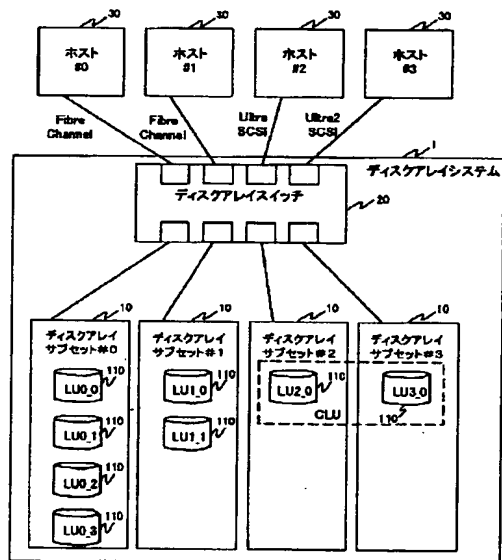 30
30
30
30
ホスト
#0
ホスト
#1
ホスト
#2
ホスト
#3
Fibre
Channel
Fibre
Channel
Ultra
SCSI
Ultra2
SCSI
1
ディスクアレイシステム
ディスクアレイスイッチ
20
10
10
10
10
ディスクアレイ
サブセット#0
ディスクアレイ
サブセット#1
ディスクアレイ
サブセット#2
ディスクアレイ
サブセット#3
LU0_0
110
LU1_0
110
LU2_0
110
LU3_0
110
CLU
LU0_1
110
LU1_1
110
LU0_2
110
LU0_3
110